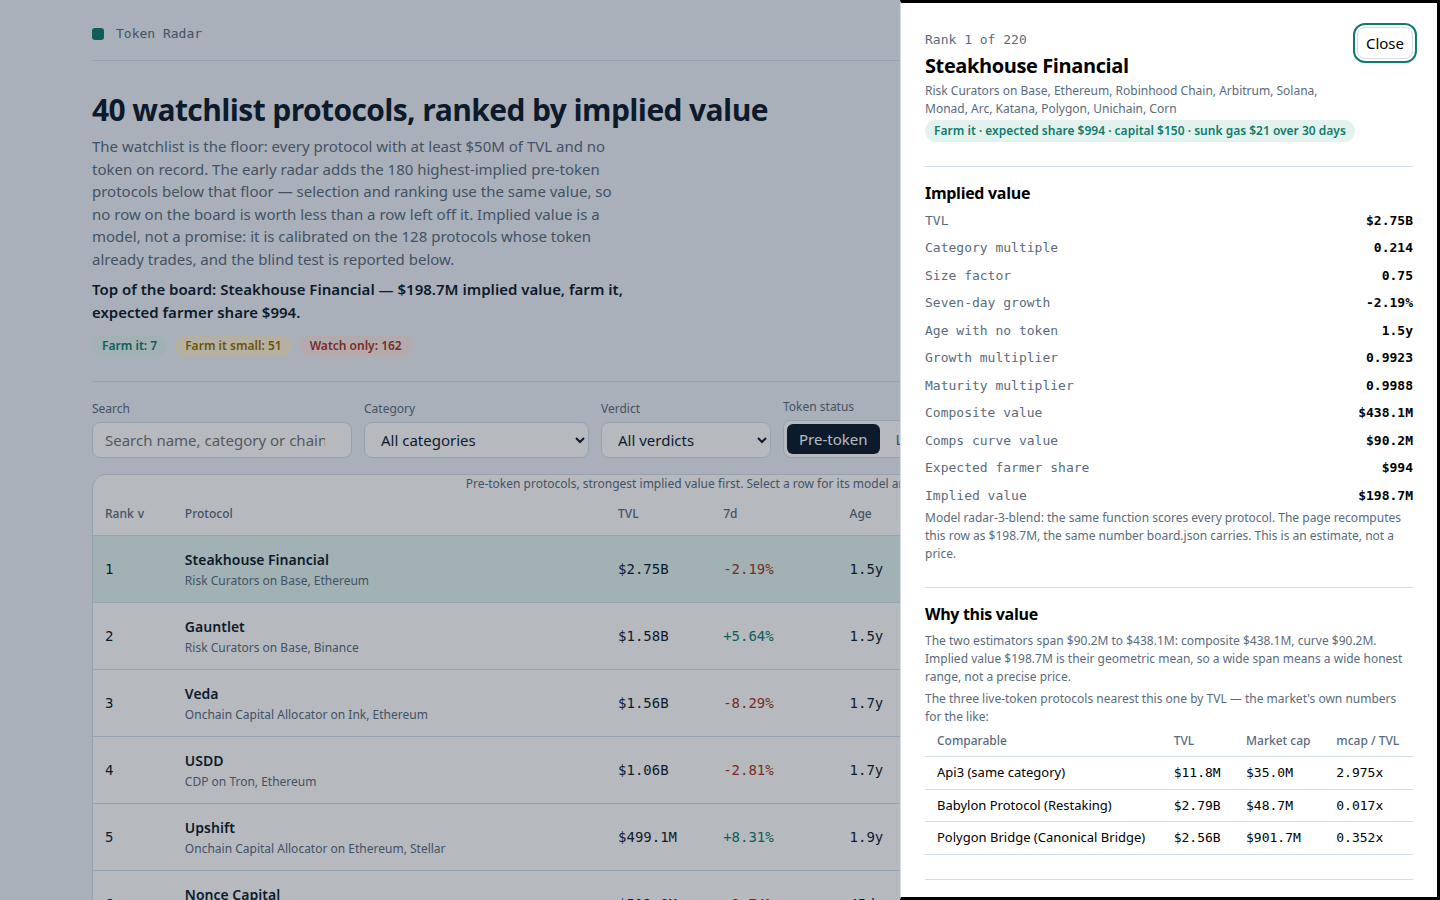 Token Radar
40 watchlist protocols, ranked by implied value
The watchlist is the floor: every protocol with at least $50M of TVL and no
token on record. The early radar adds the 180 highest-implied pre-token
protocols below that floor — selection and ranking use the same value, so
no row on the board is worth less than a row left off it. Implied value is a
model, not a promise: it is calibrated on the 128 protocols whose token
already trades, and the blind test is reported below.
Top of the board: Steakhouse Financial — $198.7M implied value, farm it,
expected farmer share $994.
Farm it: 7 Farm it small: 51 Watch only: 162
Search Category Verdict Token status
Search name, category or chain All categories All verdicts Pre-token
Pre-token protocols, strongest implied value first. Select a row for its model
Rank v Protocol TVL 7d Age
1 Steakhouse Financial $2.75B -2.19% 1.5y
Risk Curators on Base, Ethereum
2 Gauntlet $1.58B +5.64% 1.5y
Risk Curators on Base, Binance
3 Veda $1.56B -8.29% 1.7y
Onchain Capital Allocator on Ink, Ethereum
4 USDD $1.06B -2.81% 1.7y
CDP on Tron, Ethereum
5 Upshift $499.1M +8.31% 1.9y
Onchain Capital Allocator on Ethereum, Stellar
Nonce Capital
Rank 1 of 220
Close
Steakhouse Financial
Risk Curators on Base, Ethereum, Robinhood Chain, Arbitrum, Solana,
Monad, Arc, Katana, Polygon, Unichain, Corn
Farm it · expected share $994 · capital $150 · sunk gas $21 over 30 days
Implied value
TVL $2.75B
Category multiple 0.214
Size factor 0.75
Seven-day growth -2.19%
Age with no token 1.5y
Growth multiplier 0.9923
Maturity multiplier 0.9988
Composite value $438.1M
Comps curve value $90.2M
Expected farmer share $994
Implied value $198.7M
Model radar-3-blend: the same function scores every protocol. The page recomputes
this row as $198.7M, the same number board.json carries. This is an estimate, not a
price.
Why this value
The two estimators span $90.2M to $438.1M: composite $438.1M, curve $90.2M.
Implied value $198.7M is their geometric mean, so a wide span means a wide honest
range, not a precise price.
The three live-token protocols nearest this one by TVL — the market's own numbers
for the like:
Comparable TVL Market cap mcap / TVL
Api3 (same category) $11.8M $35.0M 2.975x
Babylon Protocol (Restaking) $2.79B $48.7M 0.017x
Polygon Bridge (Canonical Bridge) $2.56B $901.7M 0.352x